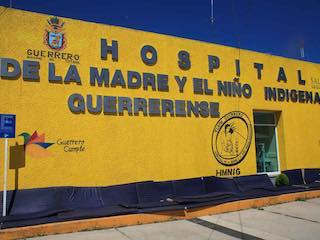 GUERRERO
HOSPITAL
DE LA MADRE Y EL NIÑO INDIGENA
GUERRERENSE
Guerrero
Cumple
HMNIG
E